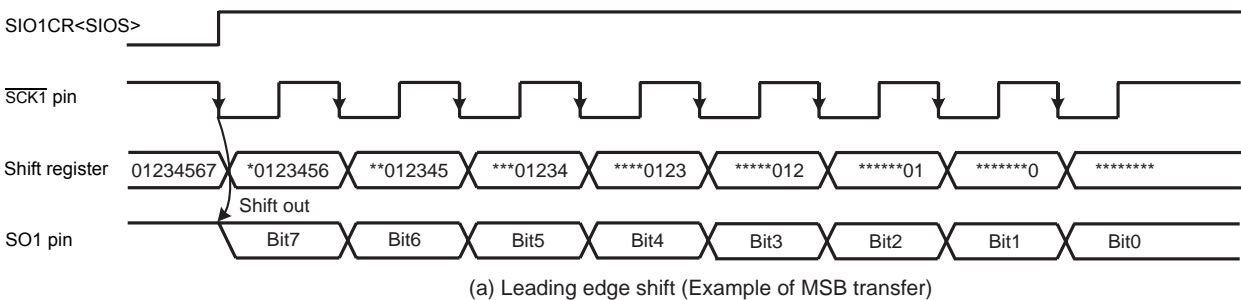 SIO1CR<SIOS>
SCK1 pin
Shift register 01234567 *0123456 **012345 ***01234 ****0123 *****012 ******01 *******0 ********
Shift out
SO1 pin Bit7 Bit6 Bit5 Bit4 Bit3 Bit2 Bit1 Bit0
(a) Leading edge shift (Example of MSB transfer)